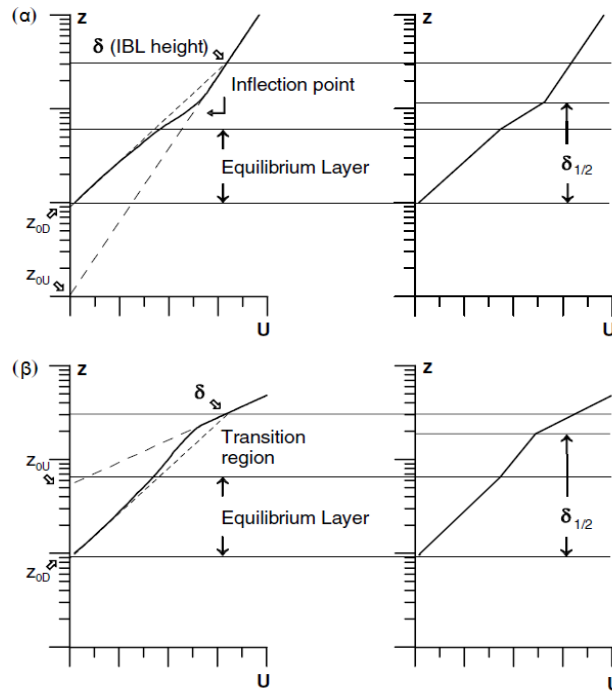 (α)
z
δ (IBL height)
Inflection point
Equilibrium Layer
z0D
z0U
U
z
δ1/2
U
(β)
z
δ
z0U
Transition
region
Equilibrium Layer
z0D
U
z
δ1/2
U